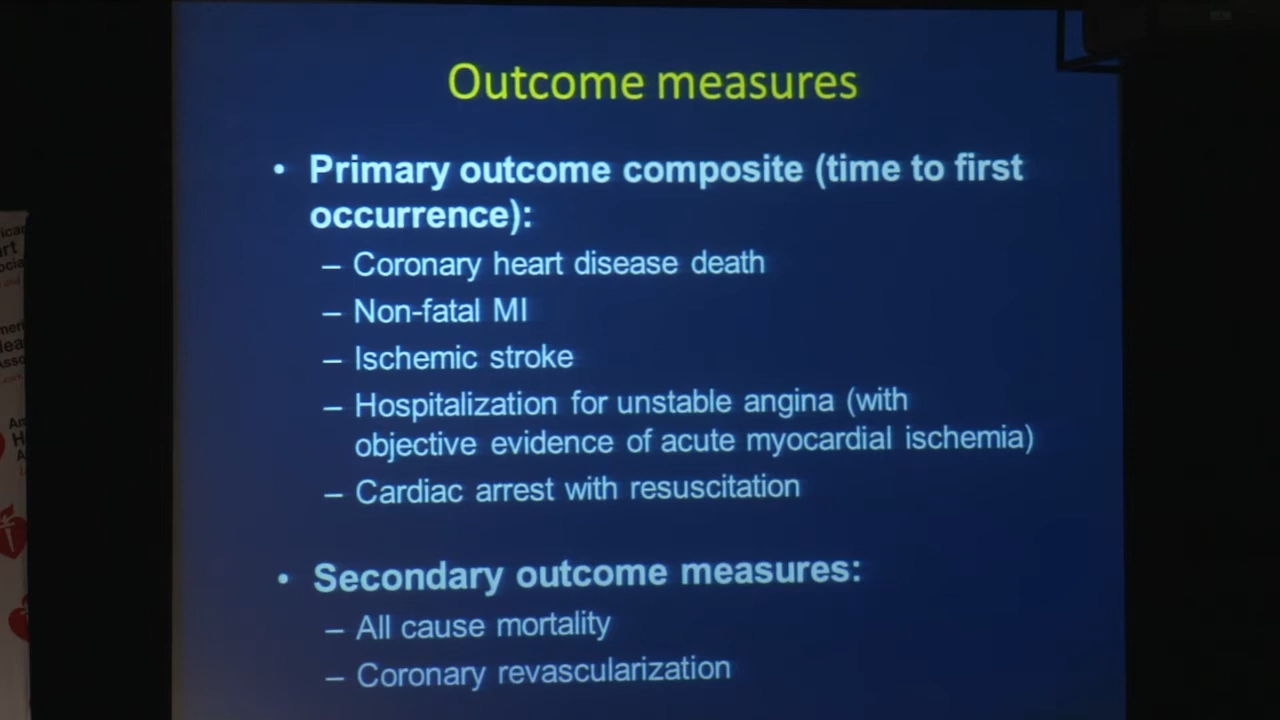 Outcome measures
• Primary outcome composite (time to first
occurrence):
– Coronary heart disease death
– Non-fatal MI
– Ischemic stroke
– Hospitalization for unstable angina (with
objective evidence of acute myocardial ischemia)
– Cardiac arrest with resuscitation
• Secondary outcome measures:
– All cause mortality
– Coronary revascularization